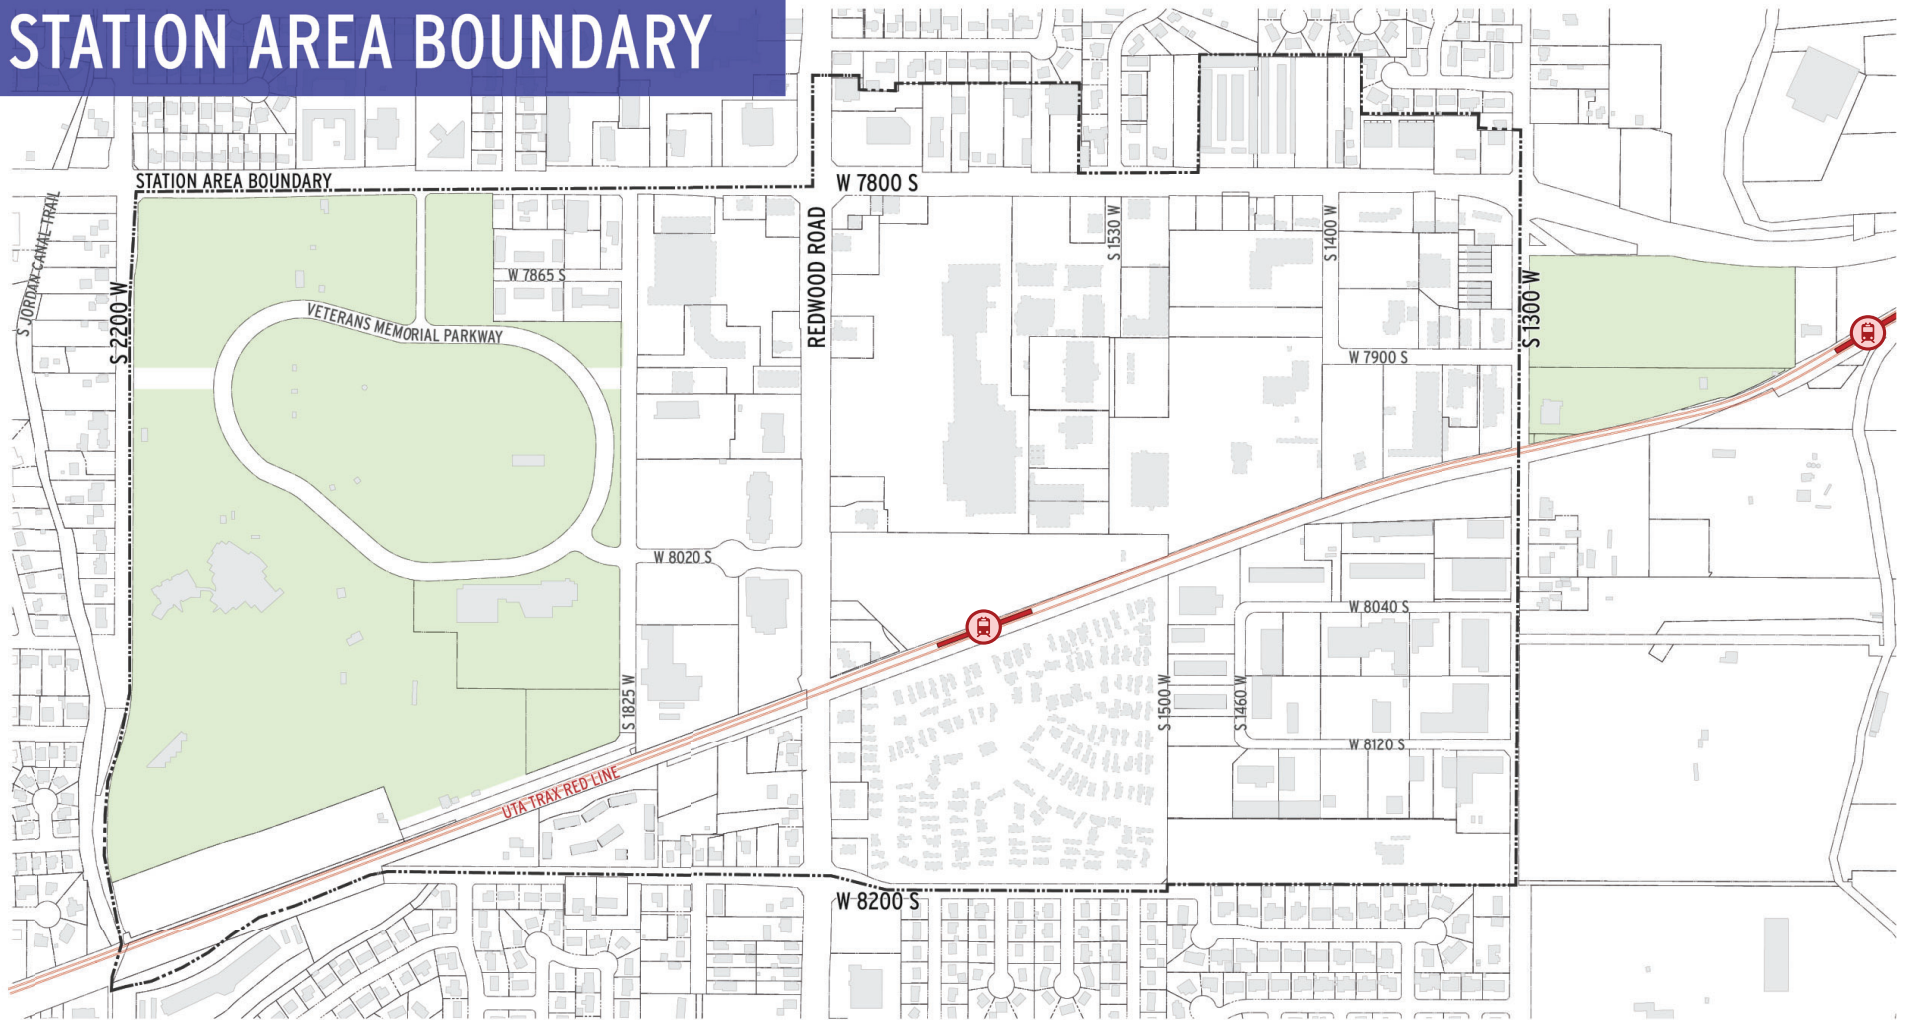 STATION AREA BOUNDARY
STATION AREA BOUNDARY
W 7800 S
S JORDAN CANAL TRAIL
S 2200 W
REDWOOD ROAD
S 1530 W
S 1400 W
W 7865 S
S 1300 W
VETERANS MEMORIAL PARKWAY
W 7900 S
W 8020 S
W 8040 S
S 1825 W
S 1500 W
S 1460 W
W 8120 S
UTA TRAX RED LINE
W 8200 S